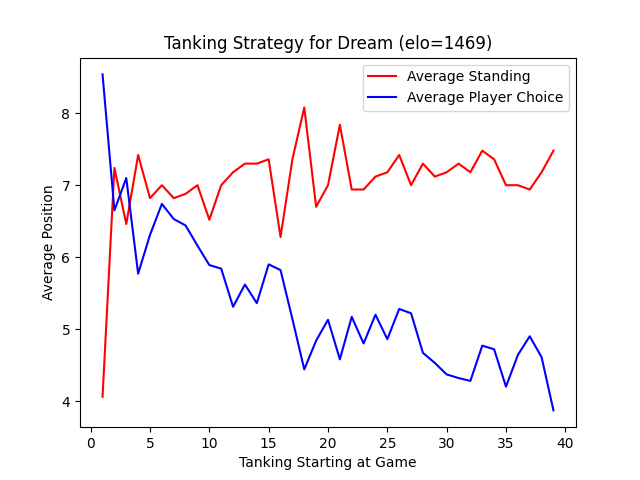 Tanking Strategy for Dream (elo=1469)
Average Standing
Average Player Choice
Average Position
8
7
6
5
4
0 5 10 15 20 25 30 35 40
Tanking Starting at Game